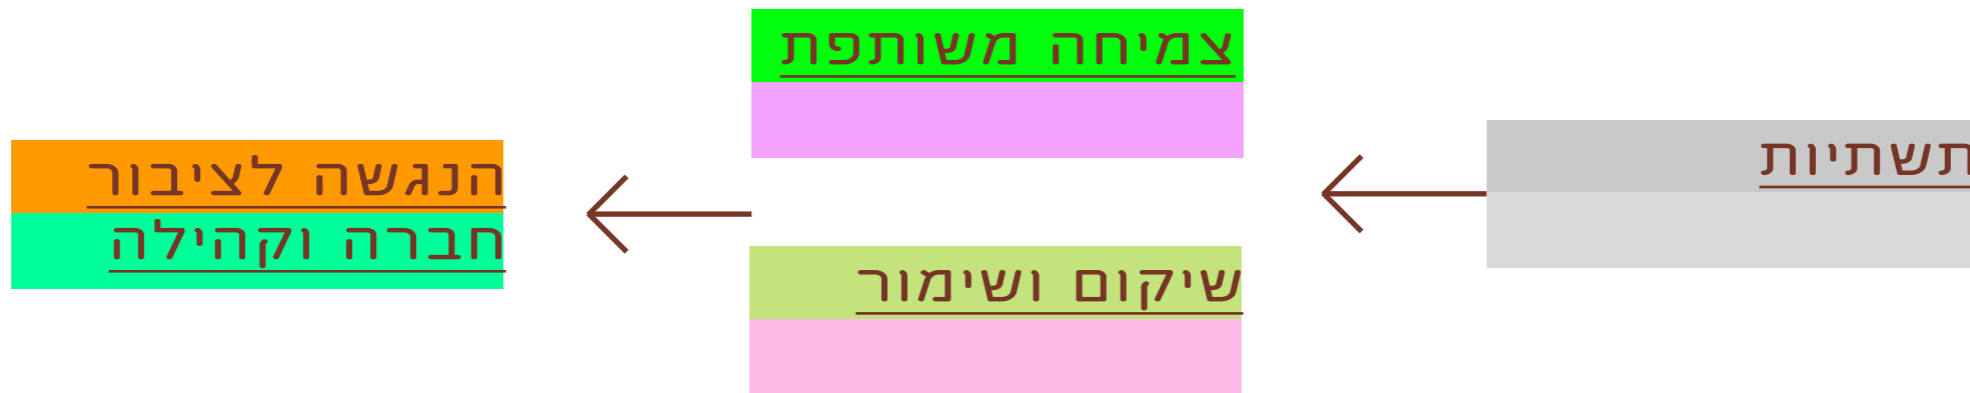 תשתיות
צמיחה משותפת
שיקום ושימור
הנגשה לציבור
חברה וקהילה